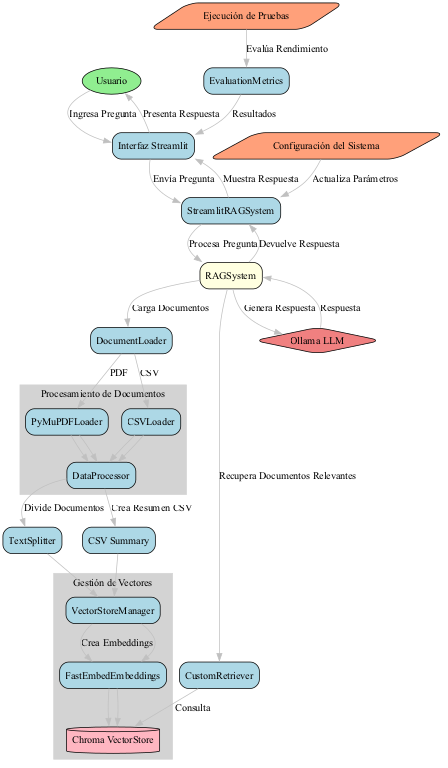 Ejecución de Pruebas
Evalúa Rendimiento
Usuario
EvaluationMetrics
Ingresa Pregunta
Presenta Respuesta
Resultados
Interfaz Streamlit
Configuración del Sistema
Envía Pregunta
Muestra Respuesta
Actualiza Parámetros
StreamlitRAGSystem
Procesa Pregunta
Devuelve Respuesta
RAGSystem
Carga Documentos
Genera Respuesta
Respuesta
DocumentLoader
Ollama LLM
PDF
CSV
Procesamiento de Documentos
PyMuPDFLoader
CSVLoader
DataProcessor
Recupera Documentos Relevantes
Divide Documentos
Crea Resumen CSV
TextSplitter
CSV Summary
Gestión de Vectores
VectorStoreManager
Crea Embeddings
FastEmbedEmbeddings
CustomRetriever
Consulta
Chroma VectorStore